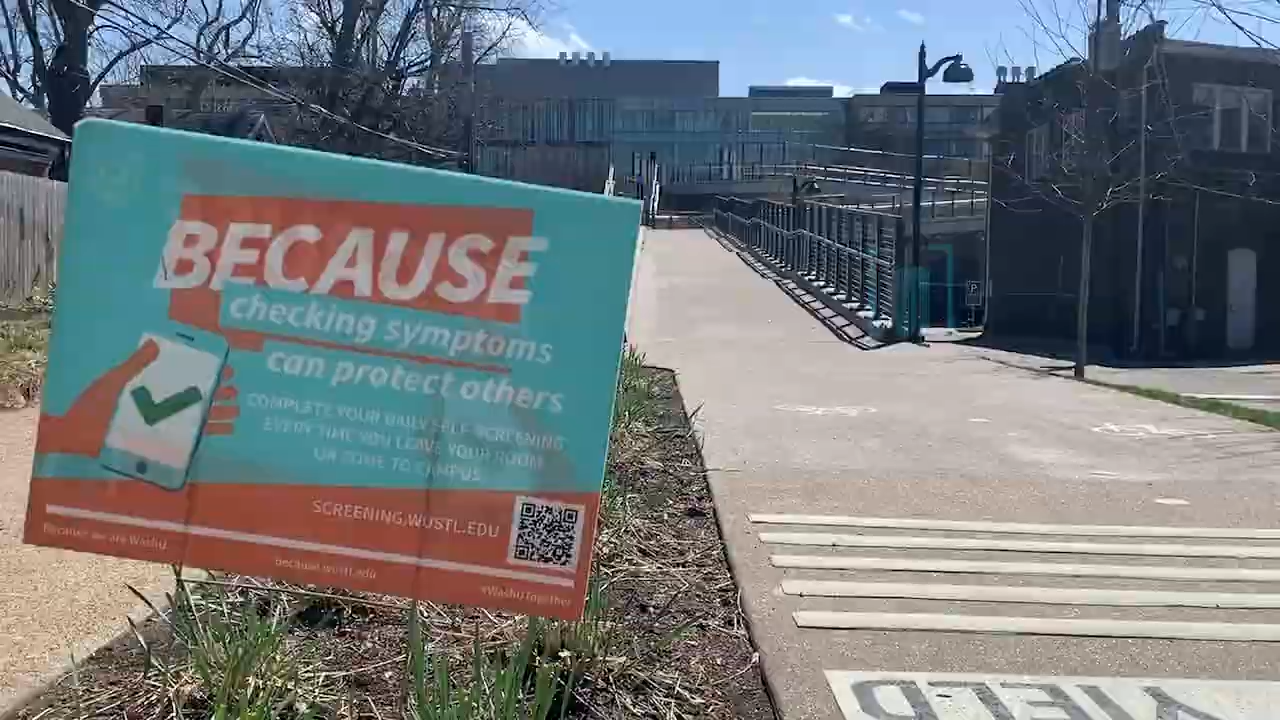 BECAUSE
checking symptoms
can protect others
COMPLETE YOUR DAILY SELF-SCREENING
EVERY TIME YOU LEAVE YOUR ROOM
OR COME TO CAMPUS.
SCREENING.WUSTL.EDU
Because we are WashU
because.wustl.edu
#WashUTogether
P
YIELD